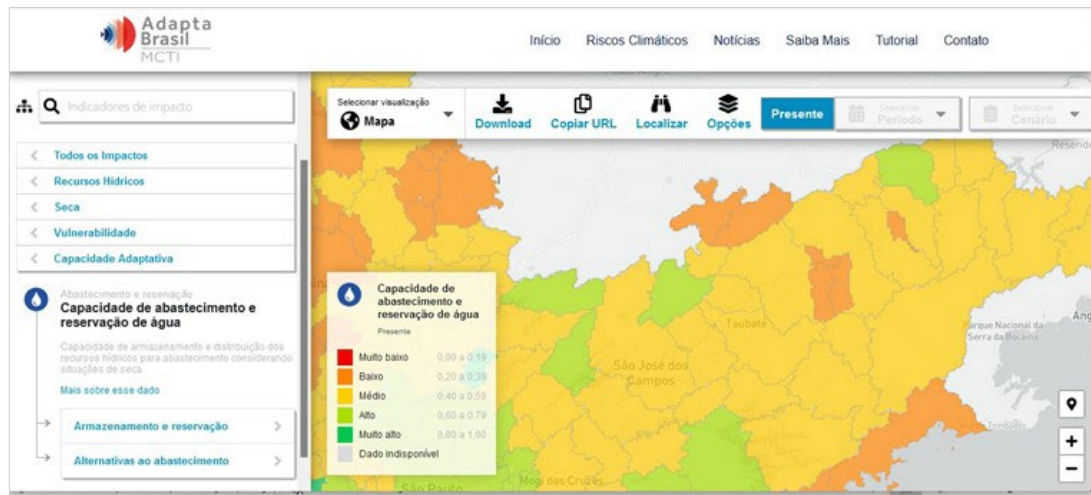 Adapta
Brasil
MCTI
Início Riscos Climáticos Notícias Saiba Mais Tutorial Contato
Indicadores de impacto
Todos os Impactos
Recursos Hídricos
Seca
Vulnerabilidade
Capacidade Adaptativa
Abastecimento e reservação
Capacidade de abastecimento e
reservação de água
Capacidade de armazenamento e distribuição dos
recursos hídricos para abastecimento considerando
situações de seca
Mais sobre esse dado
Armazenamento e reservação
Alternativas ao abastecimento
Selecionar visualização
Mapa
Download
Copiar URL
Localizar
Opções
Presente
Selecionar
Período
Selecionar
Cenário
Resende
Capacidade de
abastecimento e
reservação de água
Presente
Muito baixo 0,00 a 0,19
Baixo 0,20 a 0,39
Médio 0,40 a 0,59
Alto 0,60 a 0,79
Muito alto 0,80 a 1,00
Dado indisponível
Taubaté
São José dos
Campos
Parque Nacional da
Serra da Bocaina
Ang
Mogi das Cruzes
São Paulo
+
−